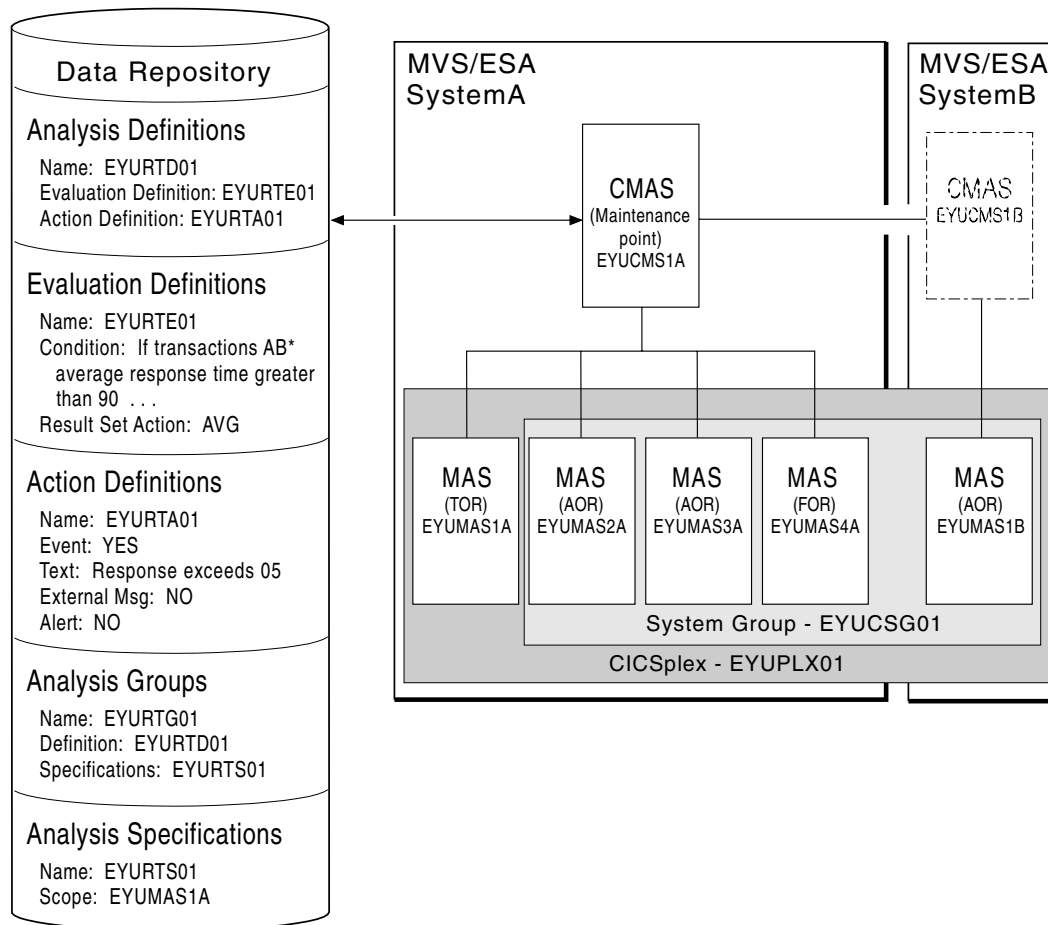 Data Repository
Analysis Definitions
Name: EYURTD01
Evaluation Definition: EYURTE01
Action Definition: EYURTA01
Evaluation Definitions
Name: EYURTE01
Condition: If transactions AB*
average response time greater
than 90 . . .
Result Set Action: AVG
Action Definitions
Name: EYURTA01
Event: YES
Text: Response exceeds 05
External Msg: NO
Alert: NO
Analysis Groups
Name: EYURTG01
Definition: EYURTD01
Specifications: EYURTS01
Analysis Specifications
Name: EYURTS01
Scope: EYUMAS1A
MVS/ESA
SystemA
CMAS
(Maintenance
point)
EYUCMS1A
MVS/ESA
SystemB
CMAS
EYUCMS1B
MAS
(TOR)
EYUMAS1A
MAS
(AOR)
EYUMAS2A
MAS
(AOR)
EYUMAS3A
MAS
(FOR)
EYUMAS4A
MAS
(AOR)
EYUMAS1B
System Group - EYUCSG01
CICSplex - EYUPLX01